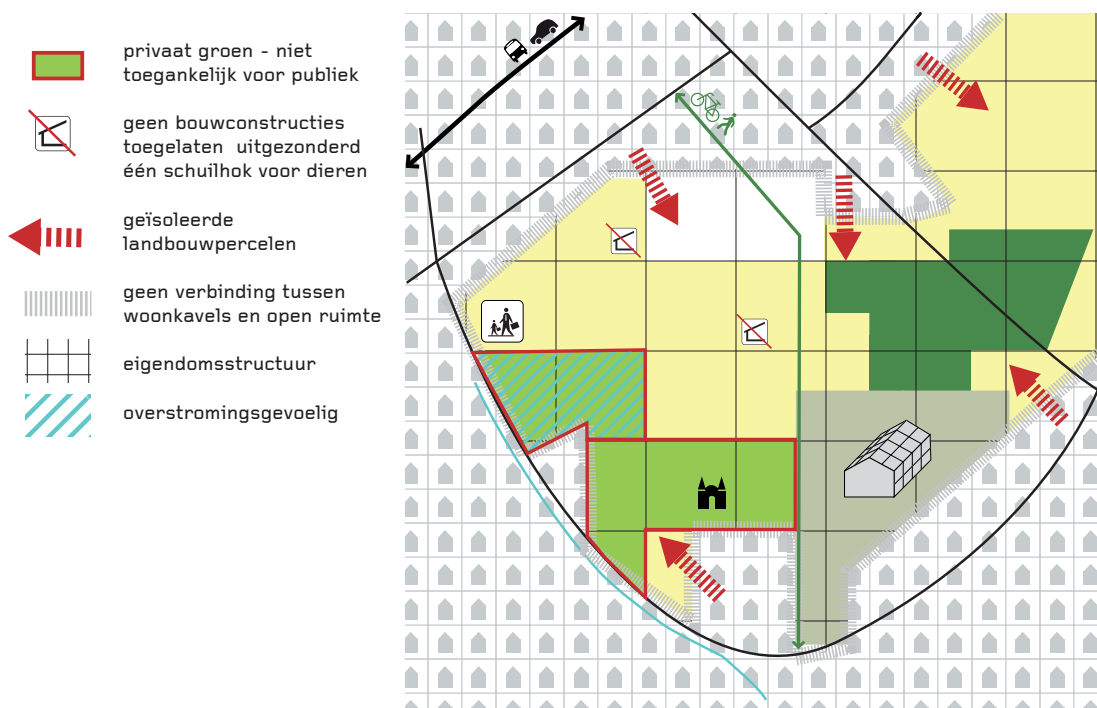 privaat groen - niet
toegankelijk voor publiek
geen bouwconstructies
toegelaten uitgezonderd
één schuilhok voor dieren
geïsoleerde
landbouwpercelen
geen verbinding tussen
woonkavels en open ruimte
eigendomsstructuur
overstromingsgevoelig